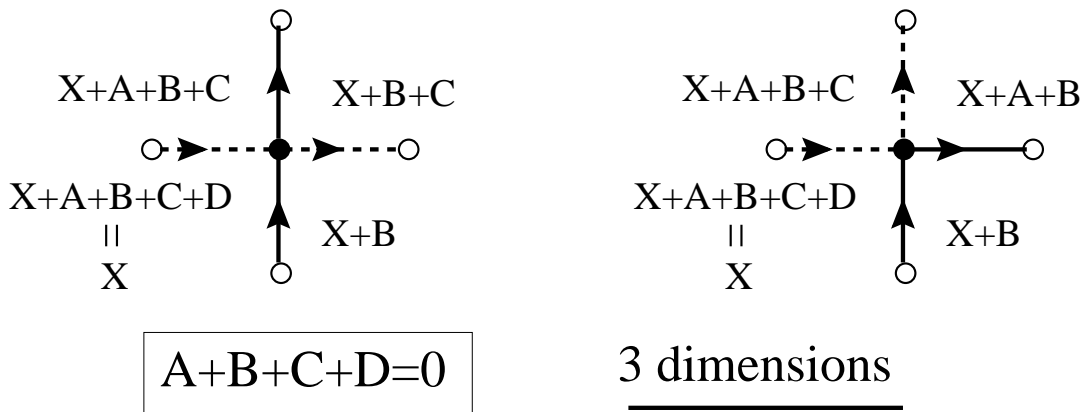 X+A+B+C
X+B+C
X+A+B+C+D
=
X
X+B
X+A+B+C
X+A+B
X+A+B+C+D
=
X
X+B
A+B+C+D=0
3 dimensions